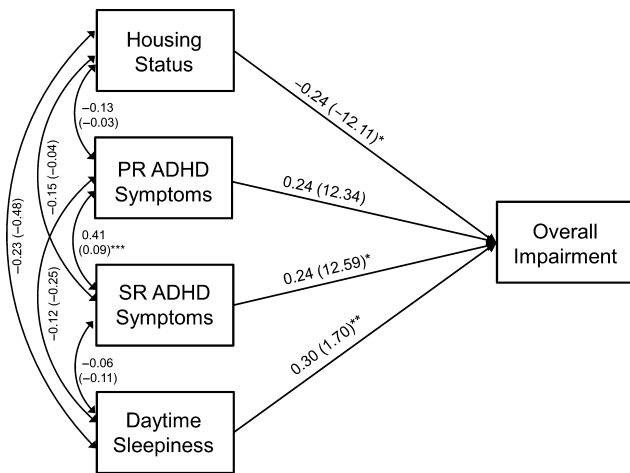 Housing
Status
−0.13
(−0.03)
−0.24 (−12.11)*
PR ADHD
Symptoms
−0.15 (−0.04)
0.24 (12.34)
−0.23 (−0.48)
0.41
(0.09)***
Overall
Impairment
SR ADHD
Symptoms
0.24 (12.59)*
−0.12 (−0.25)
−0.06
(−0.11)
0.30 (1.70)**
Daytime
Sleepiness